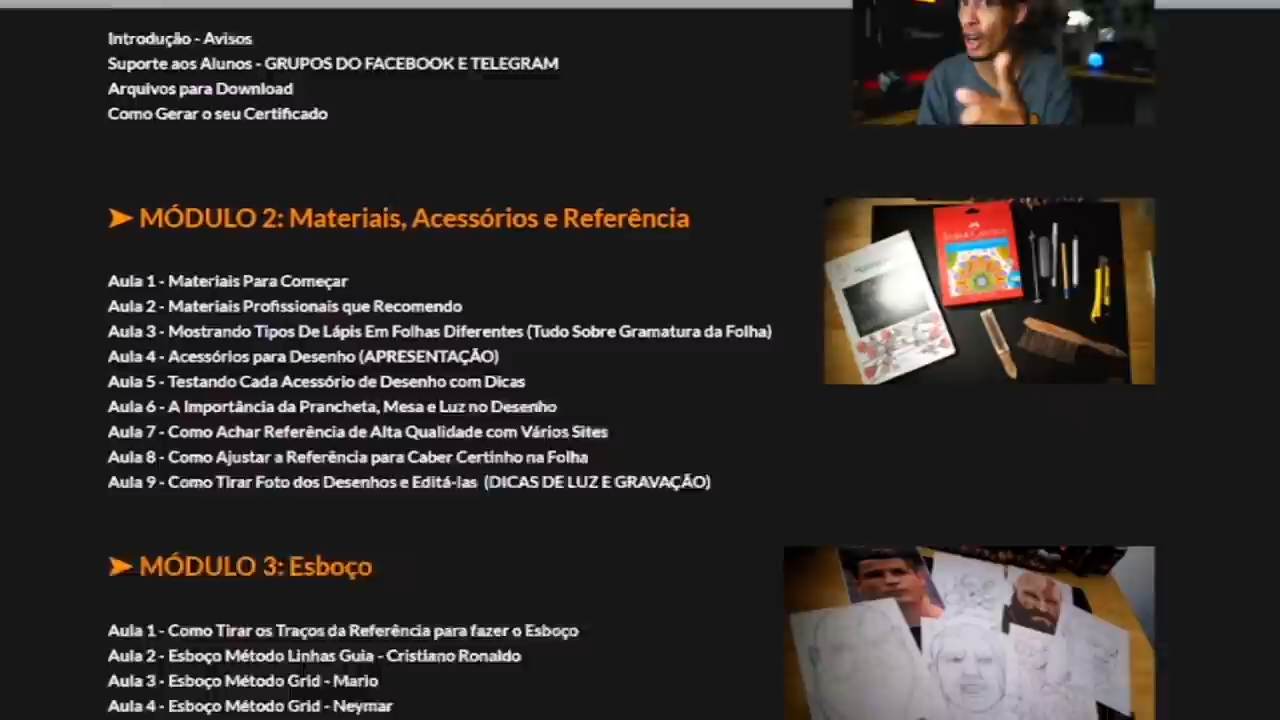 Introdução - Avisos
Suporte aos Alunos - GRUPOS DO FACEBOOK E TELEGRAM
Arquivos para Download
Como Gerar o seu Certificado
➤ MÓDULO 2: Materiais, Acessórios e Referência
Aula 1 - Materiais Para Começar
Aula 2 - Materiais Profissionais que Recomendo
Aula 3 - Mostrando Tipos De Lápis Em Folhas Diferentes (Tudo Sobre Gramatura da Folha)
Aula 4 - Acessórios para Desenho (APRESENTAÇÃO)
Aula 5 - Testando Cada Acessório de Desenho com Dicas
Aula 6 - A Importância da Prancheta, Mesa e Luz no Desenho
Aula 7 - Como Achar Referência de Alta Qualidade com Vários Sites
Aula 8 - Como Ajustar a Referência para Caber Certinho na Folha
Aula 9 - Como Tirar Foto dos Desenhos e Editá-las (DICAS DE LUZ E GRAVAÇÃO)
➤ MÓDULO 3: Esboço
Aula 1 - Como Tirar os Traços da Referência para fazer o Esboço
Aula 2 - Esboço Método Linhas Guia - Cristiano Ronaldo
Aula 3 - Esboço Método Grid - Mario
Aula 4 - Esboço Método Grid - Neymar